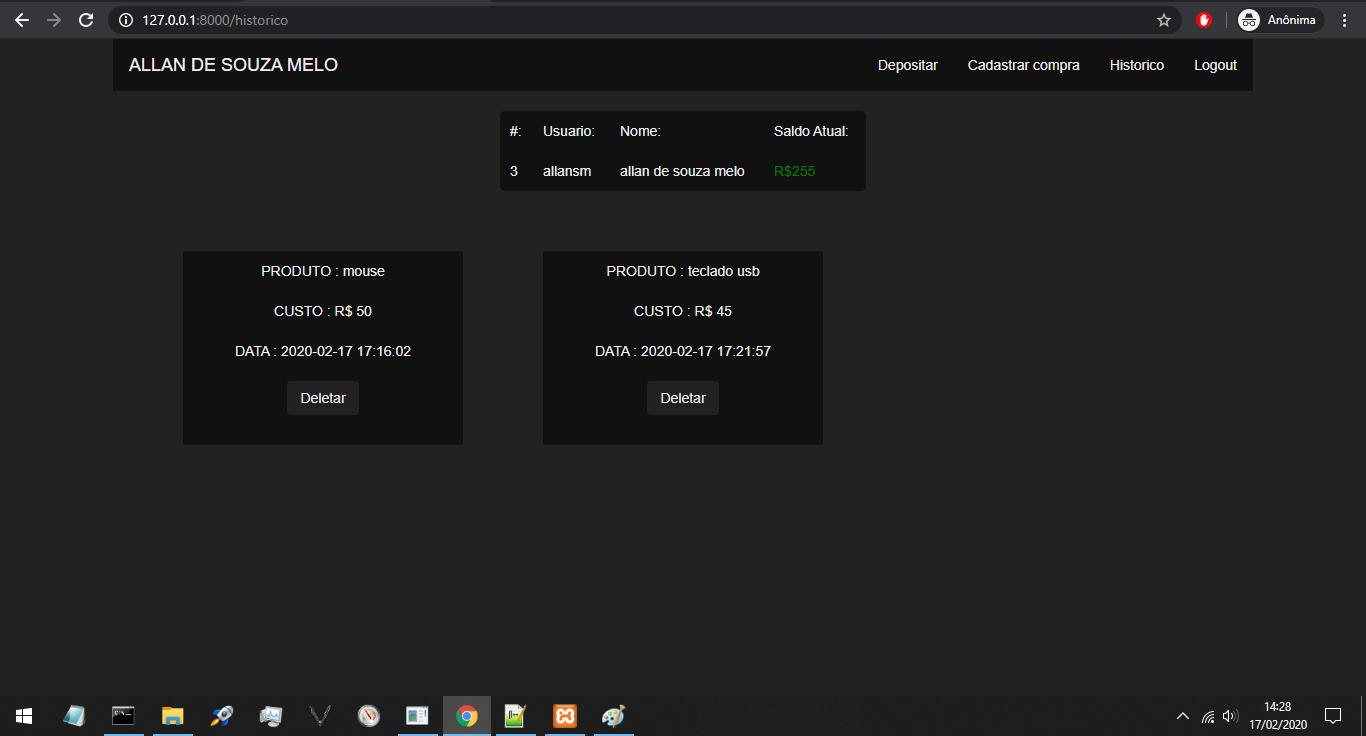 127.0.0.1:8000/historico
Anônima
ALLAN DE SOUZA MELO Depositar Cadastrar compra Historico Logout
#: Usuario: Nome: Saldo Atual:
3 allansm allan de souza melo R$255
PRODUTO : mouse
CUSTO : R$ 50
DATA : 2020-02-17 17:16:02
Deletar
PRODUTO : teclado usb
CUSTO : R$ 45
DATA : 2020-02-17 17:21:57
Deletar
14:28
17/02/2020